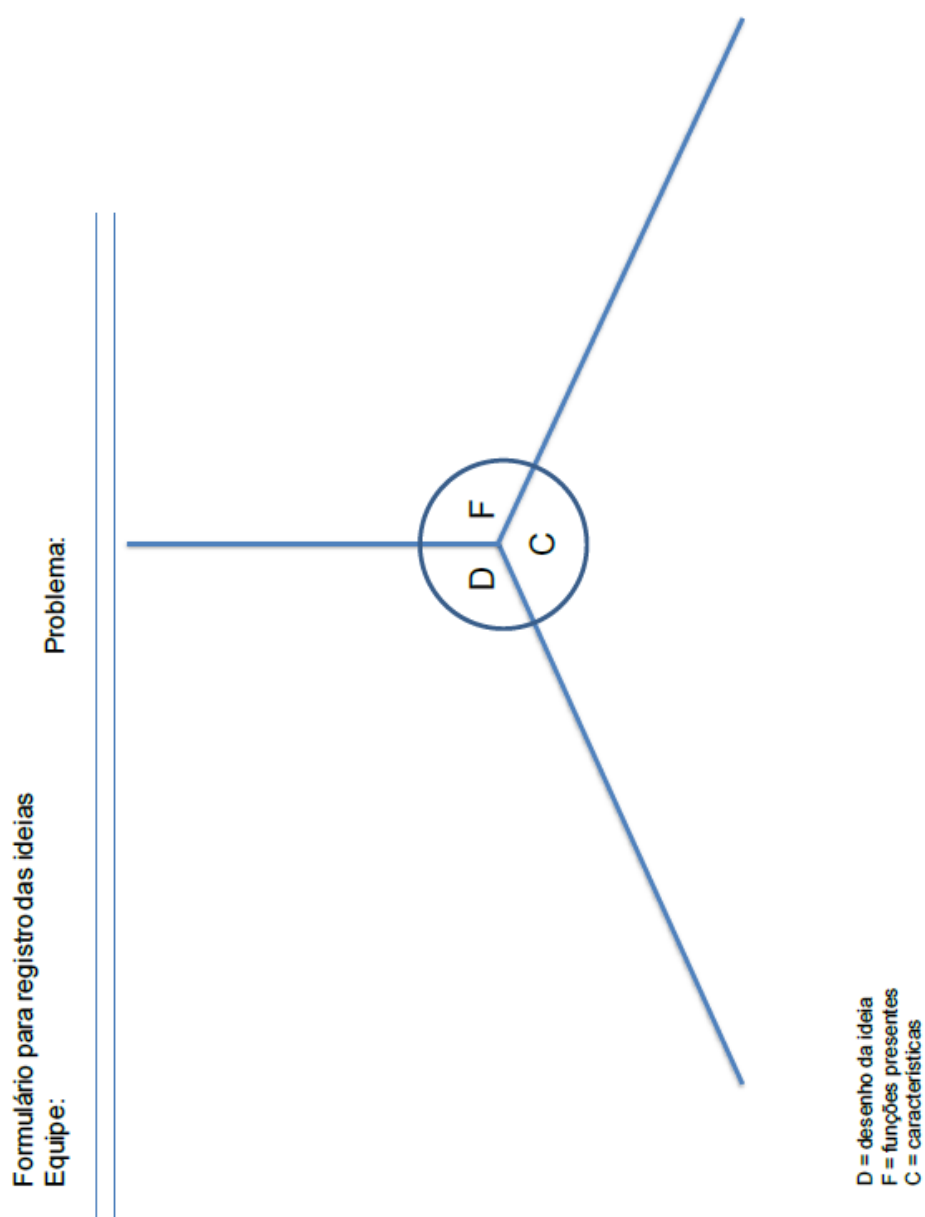 Formulário para registro das ideias
Equipe: Problema:
D F
C
D = desenho da ideia
F = funções presentes
C = características